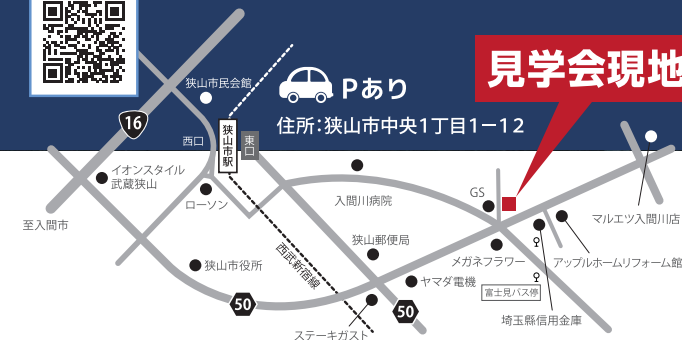 見学会現地
Pあり
住所:狭山市中央1丁目1−12
狭山市民会館
16
西口
狭山市駅
東口
イオンスタイル
武蔵狭山
ローソン
至入間市
入間川病院
GS
マルエツ入間川店
狭山市役所
西武新宿線
狭山郵便局
メガネフラワー
アップルホームリフォーム館
ヤマダ電機
富士見バス停
50
50
埼玉縣信用金庫
ステーキガスト